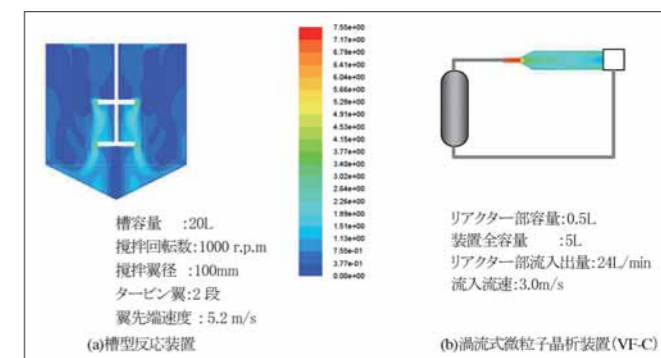 7.55e+00
7.17e+00
6.79e+00
6.41e+00
6.04e+00
5.66e+00
5.28e+00
4.91e+00
4.53e+00
4.15e+00
3.77e+00
3.40e+00
3.02e+00
2.64e+00
2.26e+00
1.89e+00
1.51e+00
1.13e+00
7.55e-01
3.77e-01
0.00e+00
槽容量 :20L
撹拌回転数:1000 r.p.m
撹拌翼径 :100mm
タービン翼:2 段
翼先端速度 : 5.2 m/s
(a)槽型反応装置
リアクター部容量:0.5L
装置全容量 :5L
リアクター部流入出量:24L/min
流入流速:3.0m/s
(b)渦流式微粒子晶析装置(VF-C)